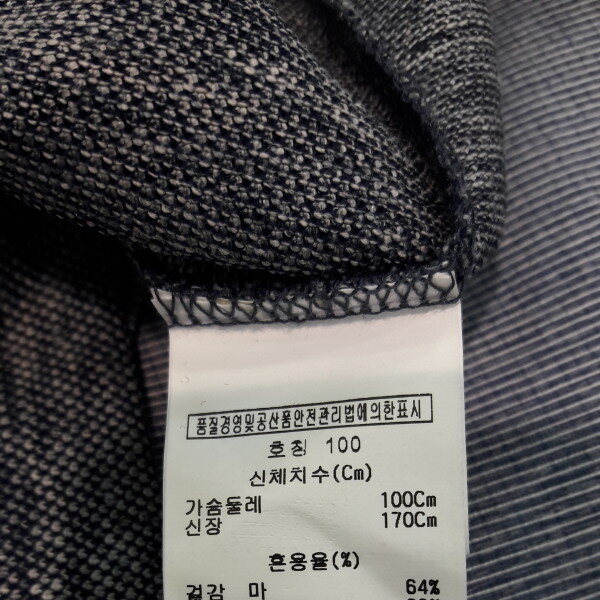 품질경영및공산품안전관리법에의한표시
호칭 100
신체치수(Cm)
가슴둘레 100Cm
신장 170Cm
혼용율(%)
겉감 마 64%